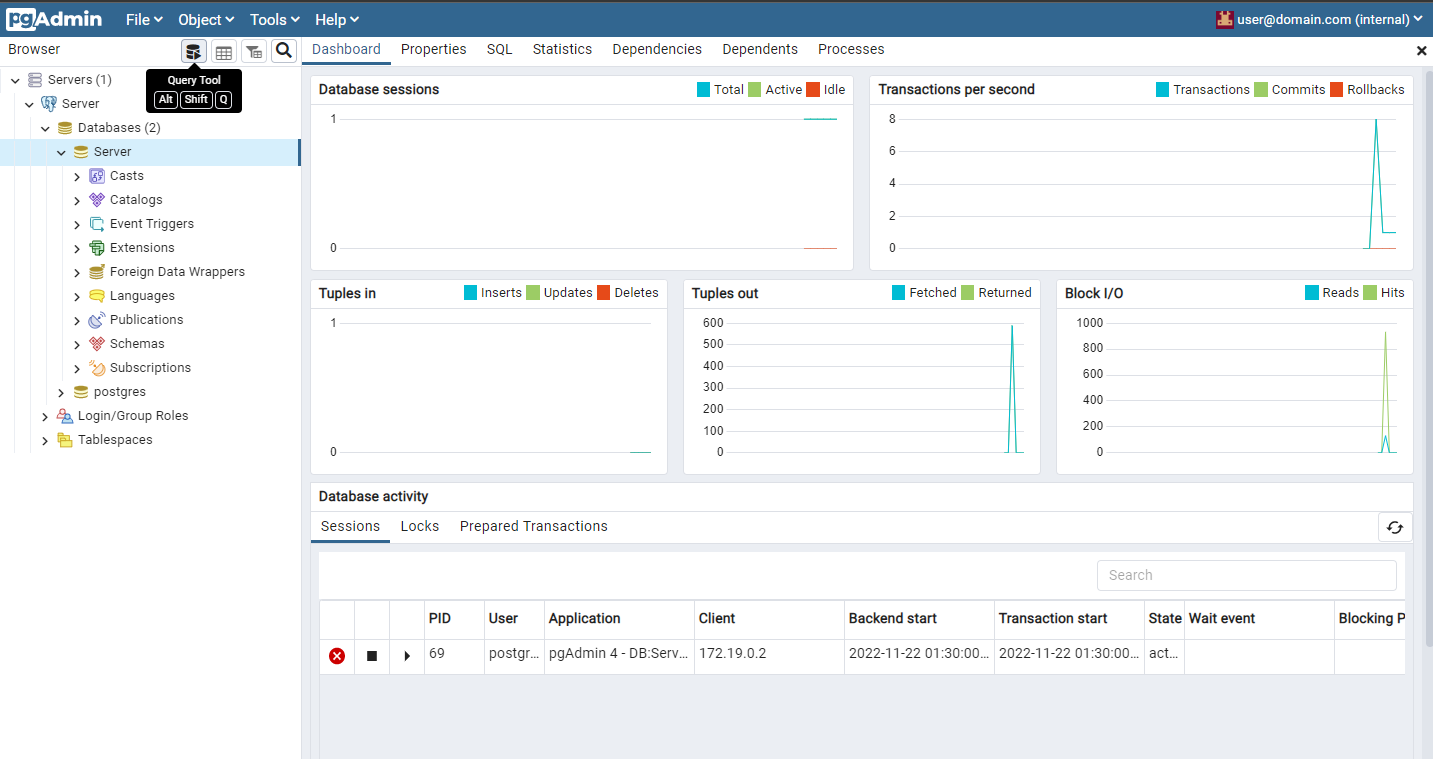 pgAdmin File Object Tools Help user@domain.com (internal)
Browser
Query Tool
Alt Shift Q
Servers (1)
Server
Databases (2)
Server
Casts
Catalogs
Event Triggers
Extensions
Foreign Data Wrappers
Languages
Publications
Schemas
Subscriptions
postgres
Login/Group Roles
Tablespaces
Dashboard Properties SQL Statistics Dependencies Dependents Processes
Database sessions Total Active Idle
1
0
Transactions per second Transactions Commits Rollbacks
8
6
4
2
0
Tuples in Inserts Updates Deletes
1
0
Tuples out Fetched Returned
600
500
400
300
200
100
0
Block I/O Reads Hits
1000
800
600
400
200
0
Database activity
Sessions Locks Prepared Transactions
Search
PID User Application Client Backend start Transaction start State Wait event Blocking P
69 postgr... pgAdmin 4 - DB:Serv... 172.19.0.2 2022-11-22 01:30:00... 2022-11-22 01:30:00... act...